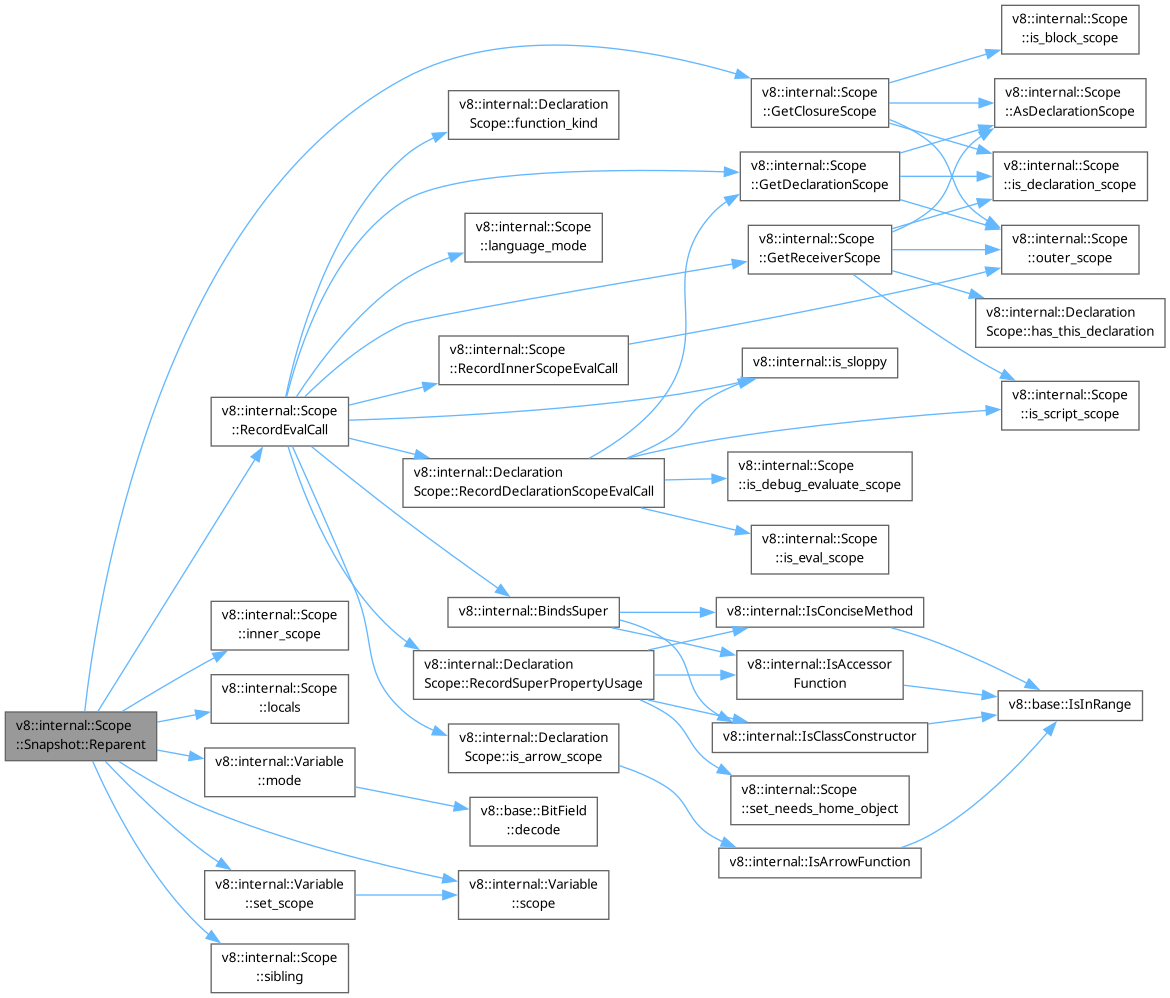 v8::internal::Scope
::is_block_scope
v8::internal::Scope
::GetClosureScope
v8::internal::Scope
::AsDeclarationScope
v8::internal::Declaration
Scope::function_kind
v8::internal::Scope
::GetDeclarationScope
v8::internal::Scope
::is_declaration_scope
v8::internal::Scope
::language_mode
v8::internal::Scope
::GetReceiverScope
v8::internal::Scope
::outer_scope
v8::internal::Declaration
Scope::has_this_declaration
v8::internal::Scope
::RecordInnerScopeEvalCall
v8::internal::is_sloppy
v8::internal::Scope
::is_script_scope
v8::internal::Scope
::RecordEvalCall
v8::internal::Declaration
Scope::RecordDeclarationScopeEvalCall
v8::internal::Scope
::is_debug_evaluate_scope
v8::internal::Scope
::is_eval_scope
v8::internal::Scope
::inner_scope
v8::internal::BindsSuper
v8::internal::IsConciseMethod
v8::internal::Declaration
Scope::RecordSuperPropertyUsage
v8::internal::IsAccessor
Function
v8::internal::Scope
::locals
v8::base::IsInRange
v8::internal::Scope
::Snapshot::Reparent
v8::internal::Declaration
Scope::is_arrow_scope
v8::internal::IsClassConstructor
v8::internal::Variable
::mode
v8::internal::Scope
::set_needs_home_object
v8::base::BitField
::decode
v8::internal::IsArrowFunction
v8::internal::Variable
::set_scope
v8::internal::Variable
::scope
v8::internal::Scope
::sibling